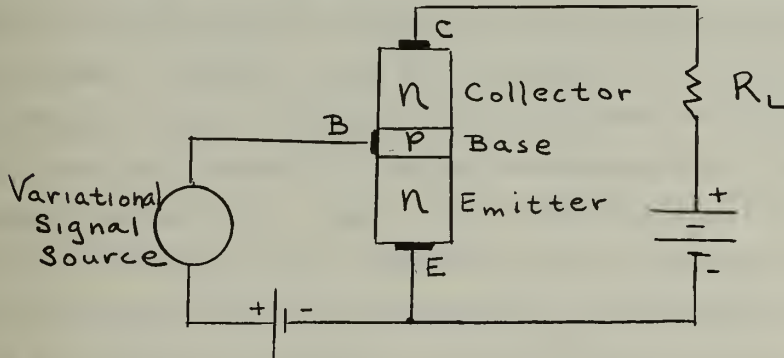 C
n Collector
R_L
B
P Base
Variational
Signal
Source
n Emitter
E
+
-
-
+ -